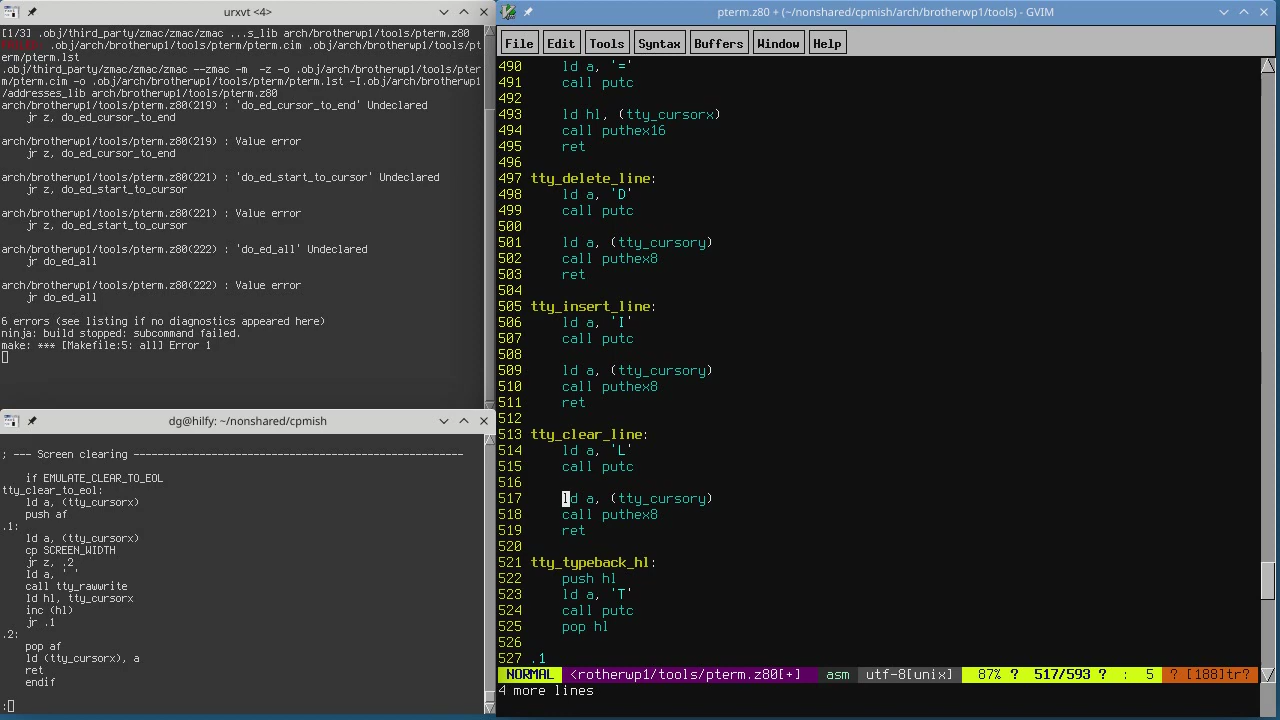 urxvt <4>
[1/3] .obj/third_party/zmac/zmac/zmac ...s_lib arch/brotherwp1/tools/pterm.z80
FAILED: .obj/arch/brotherwp1/tools/pterm/pterm.cim .obj/arch/brotherwp1/tools/pt
erm/pterm.lst
.obj/third_party/zmac/zmac/zmac --zmac -m  -z -o .obj/arch/brotherwp1/tools/pter
m/pterm.cim -o .obj/arch/brotherwp1/tools/pterm/pterm.lst -I.obj/arch/brotherwp1
/addresses_lib arch/brotherwp1/tools/pterm.z80
arch/brotherwp1/tools/pterm.z80(219) : 'do_ed_cursor_to_end' Undeclared
jr z, do_ed_cursor_to_end
arch/brotherwp1/tools/pterm.z80(219) : Value error
jr z, do_ed_cursor_to_end
arch/brotherwp1/tools/pterm.z80(221) : 'do_ed_start_to_cursor' Undeclared
jr z, do_ed_start_to_cursor
arch/brotherwp1/tools/pterm.z80(221) : Value error
jr z, do_ed_start_to_cursor
arch/brotherwp1/tools/pterm.z80(222) : 'do_ed_all' Undeclared
jr do_ed_all
arch/brotherwp1/tools/pterm.z80(222) : Value error
jr do_ed_all
6 errors (see listing if no diagnostics appeared here)
ninja: build stopped: subcommand failed.
make: *** [Makefile:5: all] Error 1
dg@hilfy: ~/nonshared/cpmish
; --- Screen clearing -------------------------------------------------------
if EMULATE_CLEAR_TO_EOL
tty_clear_to_eol:
ld a, (tty_cursorx)
push af
.1:
ld a, (tty_cursorx)
cp SCREEN_WIDTH
jr z, .2
ld a, ' '
call tty_rawwrite
ld hl, tty_cursorx
inc (hl)
jr .1
.2:
pop af
ld (tty_cursorx), a
ret
endif
:
pterm.z80 + (~/nonshared/cpmish/arch/brotherwp1/tools) - GVIM
File Edit Tools Syntax Buffers Window Help
490 ld a, '='
491 call putc
492
493 ld hl, (tty_cursorx)
494 call puthex16
495 ret
496
497 tty_delete_line:
498 ld a, 'D'
499 call putc
500
501 ld a, (tty_cursory)
502 call puthex8
503 ret
504
505 tty_insert_line:
506 ld a, 'I'
507 call putc
508
509 ld a, (tty_cursory)
510 call puthex8
511 ret
512
513 tty_clear_line:
514 ld a, 'L'
515 call putc
516
517 ld a, (tty_cursory)
518 call puthex8
519 ret
520
521 tty_typeback_hl:
522 push hl
523 ld a, 'T'
524 call putc
525 pop hl
526
527 .1
NORMAL <rotherwp1/tools/pterm.z80[+] asm utf-8[unix] 87% ? 517/593 ? : 5 ? [188]tr?
4 more lines